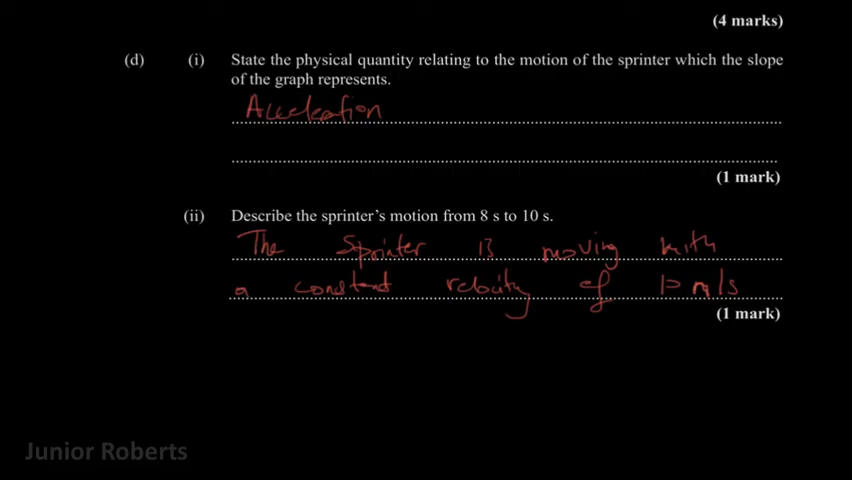 (4 marks)
(d) (i) State the physical quantity relating to the motion of the sprinter which the slope
of the graph represents.
Acceleration
(1 mark)
(ii) Describe the sprinter's motion from 8 s to 10 s.
The Sprinter is moving with
a constant velocity of 10 m/s
(1 mark)
Junior Roberts